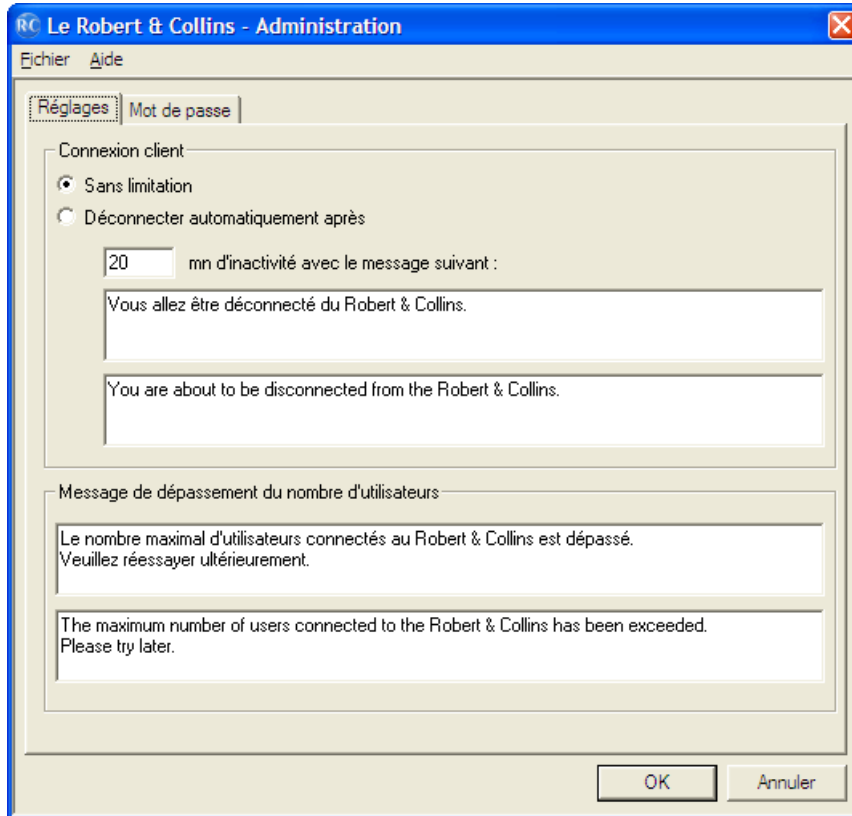 RC Le Robert & Collins - Administration
Fichier Aide
Réglages Mot de passe
Connexion client
Sans limitation
Déconnecter automatiquement après
20 mn d'inactivité avec le message suivant :
Vous allez être déconnecté du Robert & Collins.
You are about to be disconnected from the Robert & Collins.
Message de dépassement du nombre d'utilisateurs
Le nombre maximal d'utilisateurs connectés au Robert & Collins est dépassé.
Veuillez réessayer ultérieurement.
The maximum number of users connected to the Robert & Collins has been exceeded.
Please try later.
OK Annuler